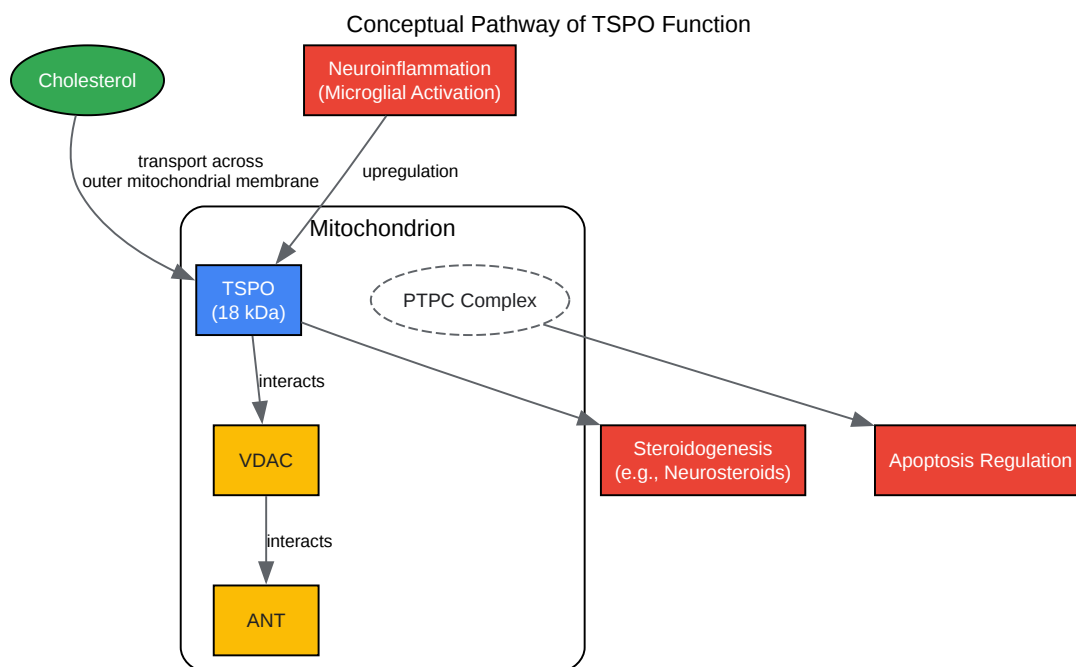 Conceptual Pathway of TSPO Function
Cholesterol
Neuroinflammation
(Microglial Activation)
transport across
outer mitochondrial membrane
upregulation
Mitochondrion
TSPO
(18 kDa)
PTPC Complex
interacts
VDAC
Steroidogenesis
(e.g., Neurosteroids)
Apoptosis Regulation
interacts
ANT